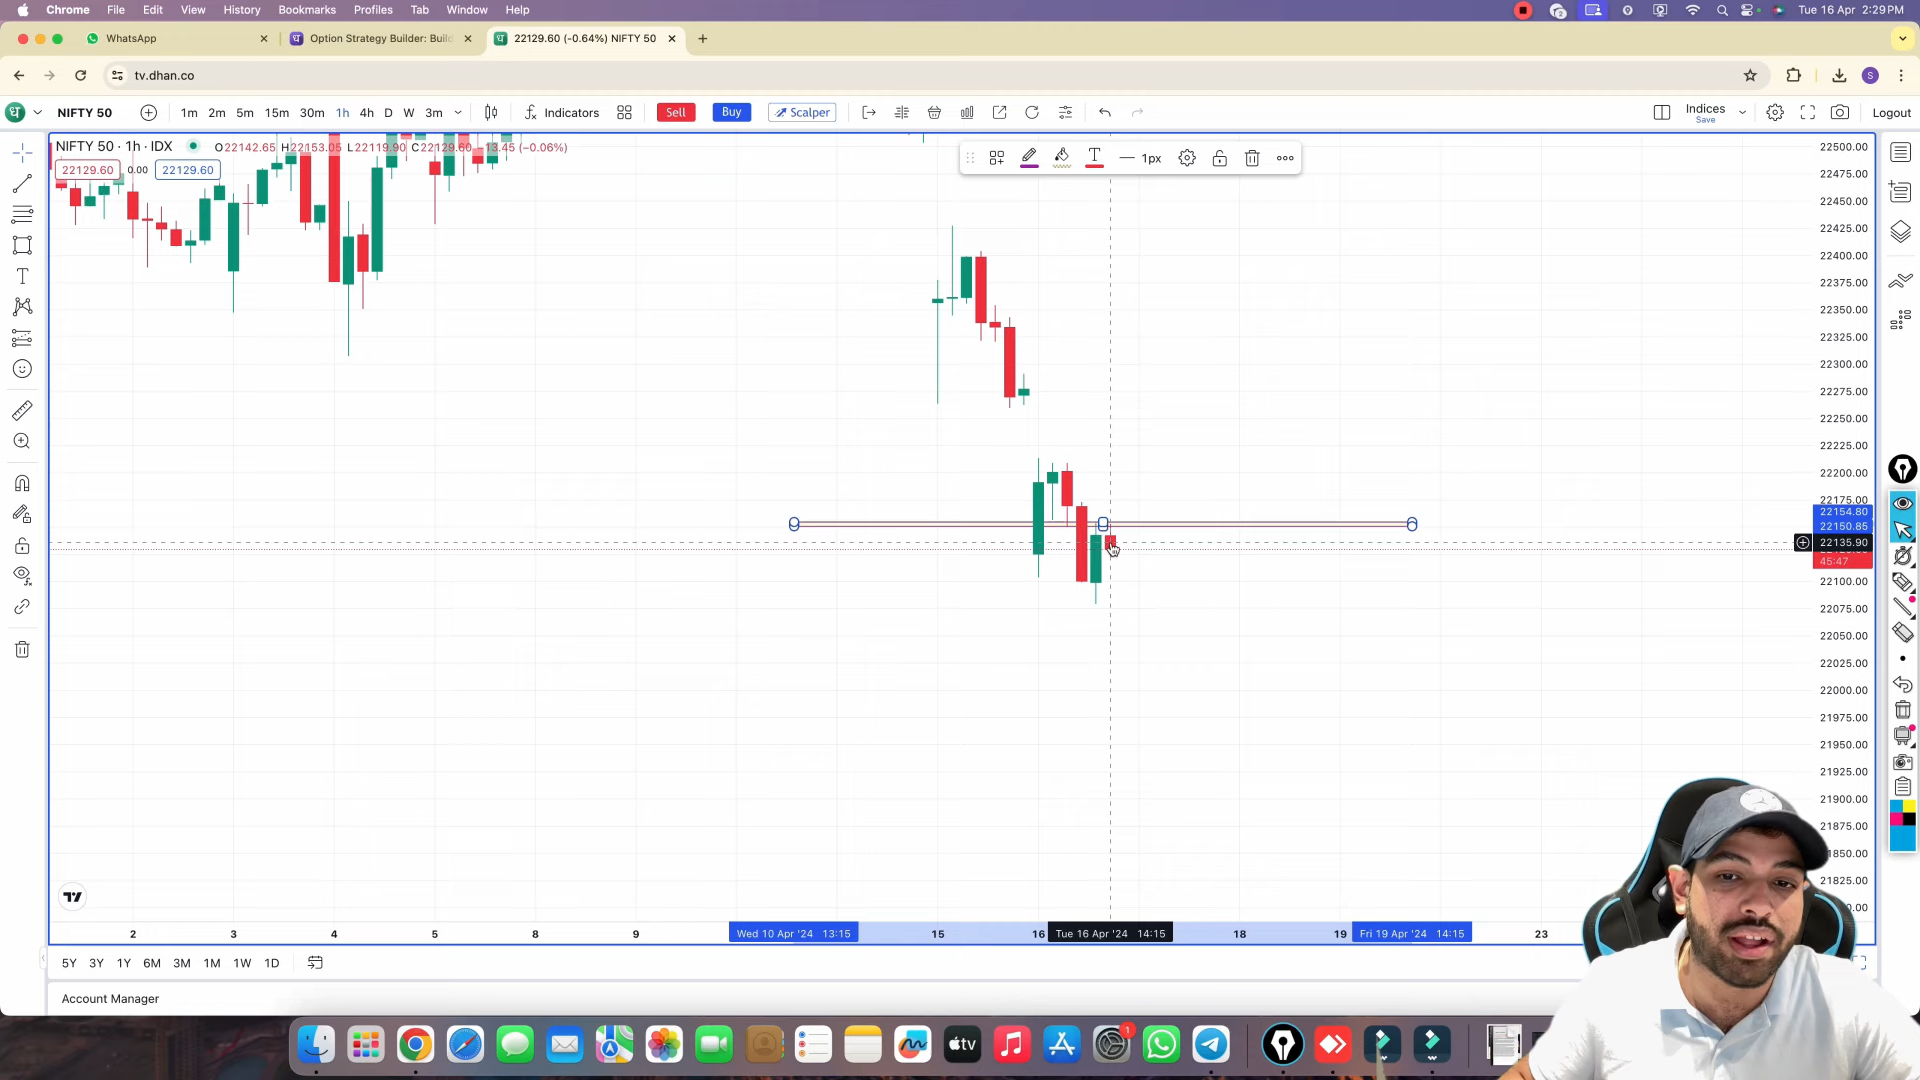 Chrome File Edit View History Bookmarks Profiles Tab Window Help
Tue 16 Apr 2:29PM
WhatsApp
Option Strategy Builder: Buil
22129.60 (-0.64%) NIFTY 50
tv.dhan.co
S
NIFTY 50
1m 2m 5m 15m 30m 1h 4h D W 3m
Indicators
Sell
Buy
Scalper
Indices
Save
Logout
NIFTY 50 · 1h · IDX
O22142.65 H22153.05 L22119.90 C22129.60 -13.45 (-0.06%)
22129.60 0.00 22129.60
1px
22500.00
22475.00
22450.00
22425.00
22400.00
22375.00
22350.00
22325.00
22300.00
22275.00
22250.00
22225.00
22200.00
22175.00
22154.80
22150.85
22135.90
45:47
22100.00
22075.00
22050.00
22025.00
22000.00
21975.00
21950.00
21925.00
21900.00
21875.00
21850.00
21825.00
2 3 4 5 8 9 Wed 10 Apr '24 13:15 15 16 Tue 16 Apr '24 14:15 18 19 Fri 19 Apr '24 14:15 23
5Y 3Y 1Y 6M 3M 1M 1W 1D
Account Manager
tv
1